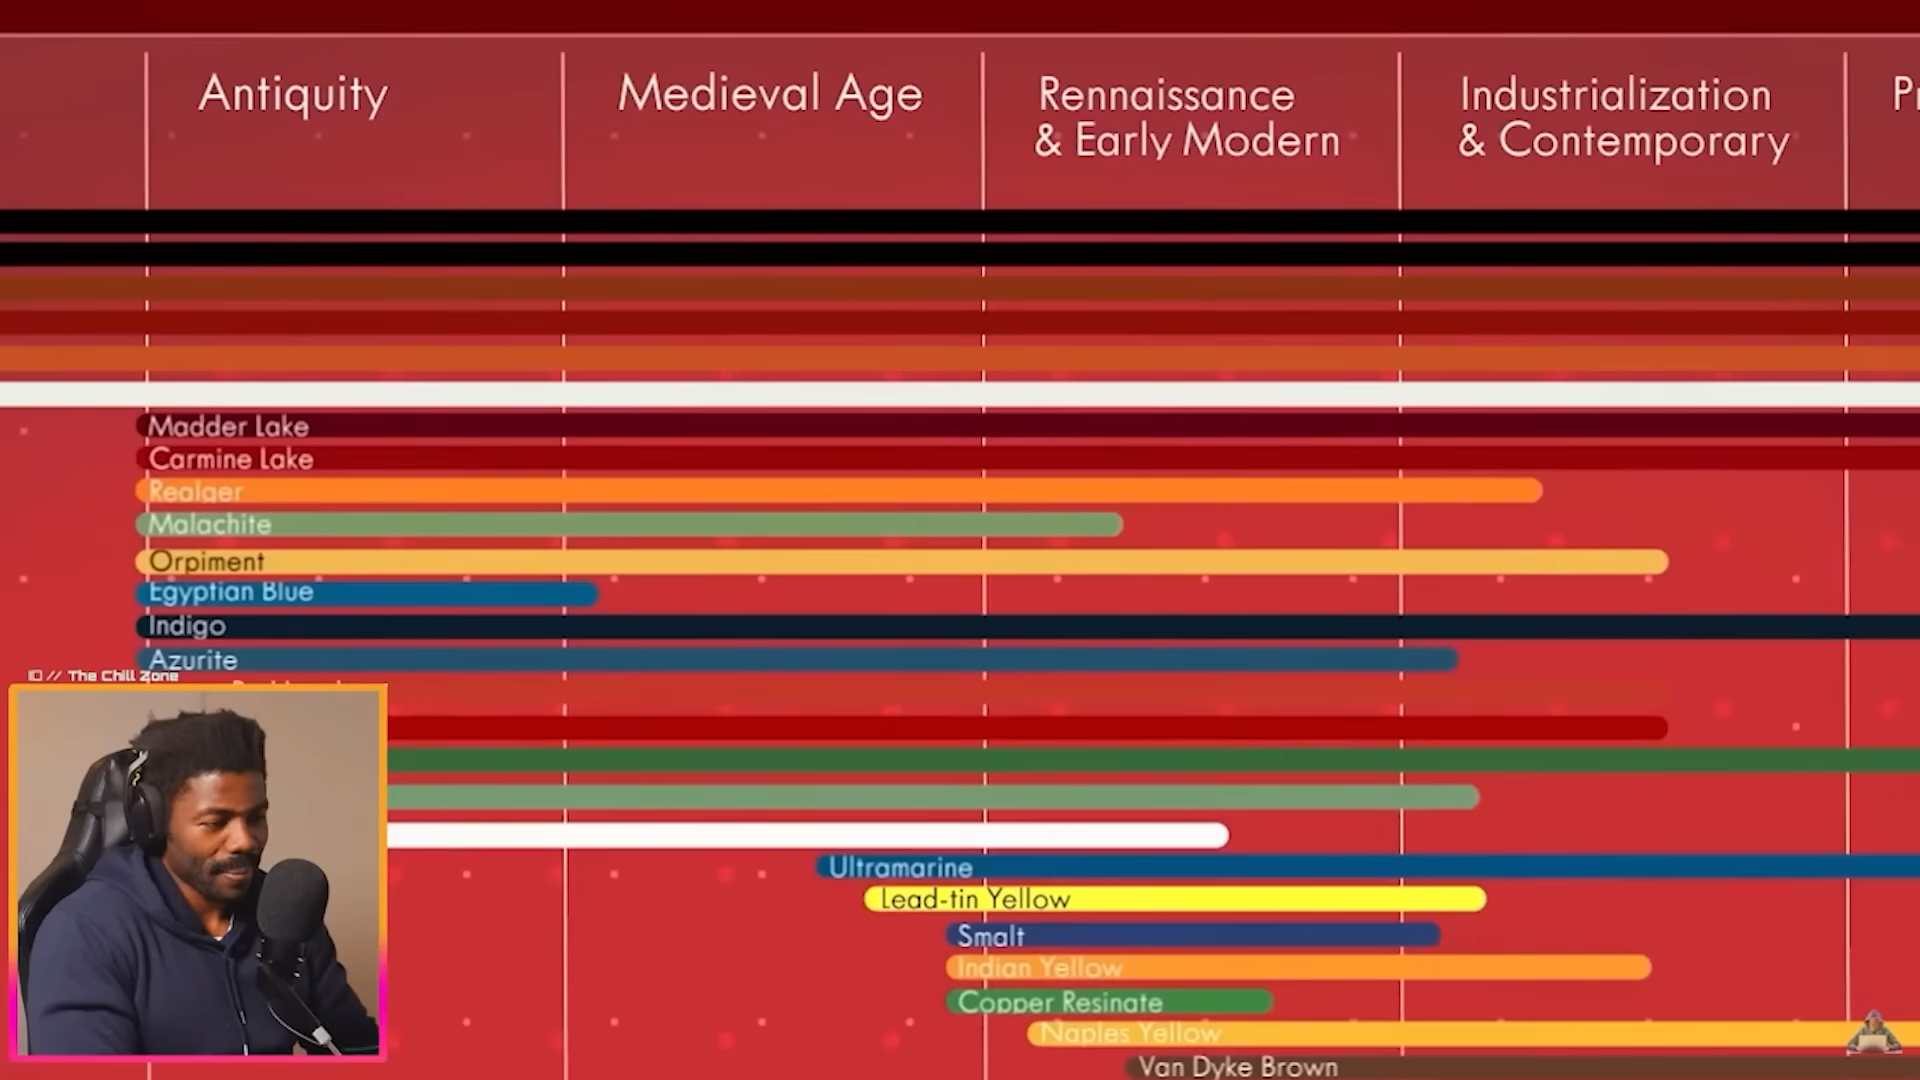 Antiquity
Medieval Age
Rennaissance
& Early Modern
Industrialization
& Contemporary
Madder Lake
Carmine Lake
Realger
Malachite
Orpiment
Egyptian Blue
Indigo
Azurite
ID // The Chill Zone
Ultramarine
Lead-tin Yellow
Smalt
Indian Yellow
Copper Resinate
Naples Yellow
Van Dyke Brown